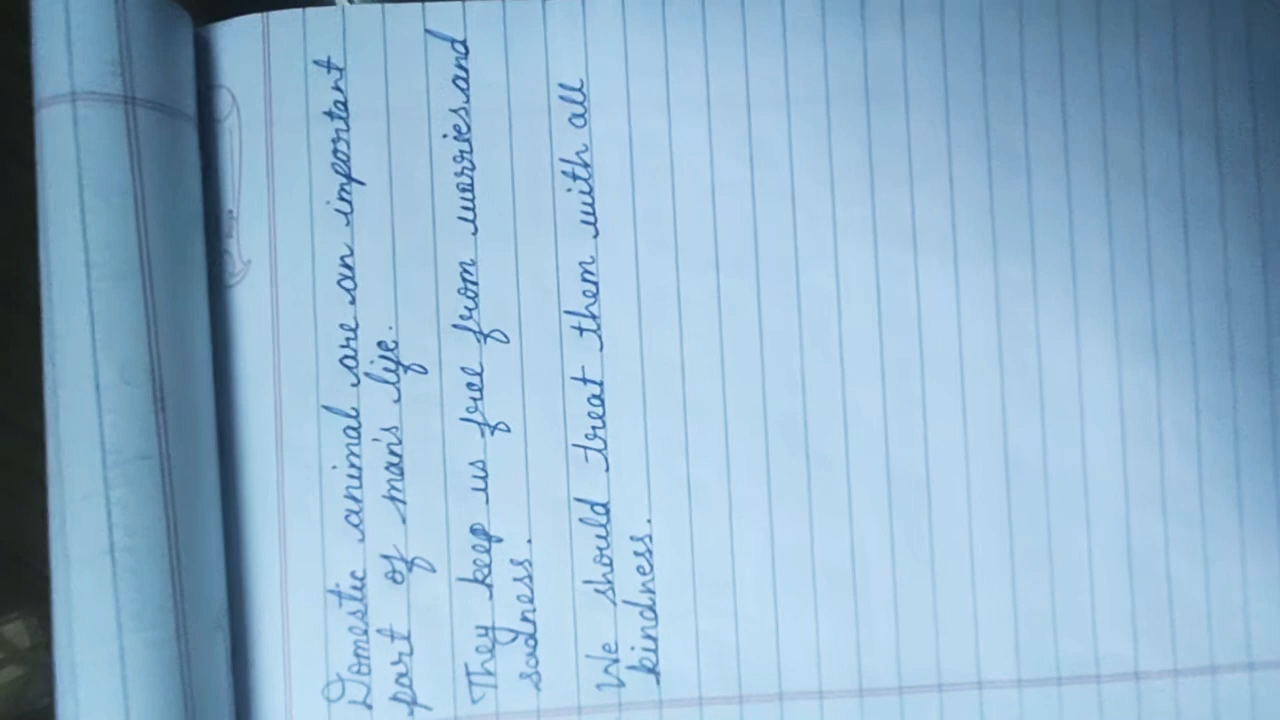 Domestic animal are an important
part of man's life.
They keep us free from worries and
sadness.
We should treat them with all
kindness.